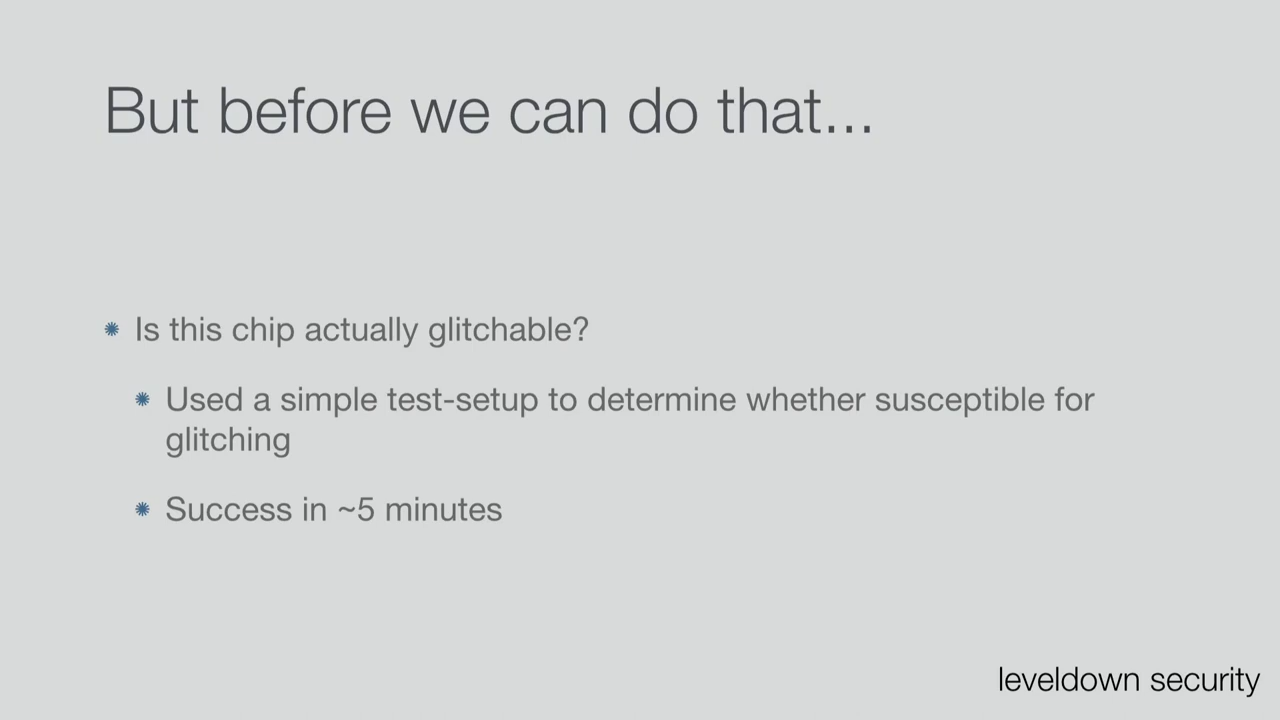 But before we can do that...
Is this chip actually glitchable?
Used a simple test-setup to determine whether susceptible for
glitching
Success in ~5 minutes
leveldown security